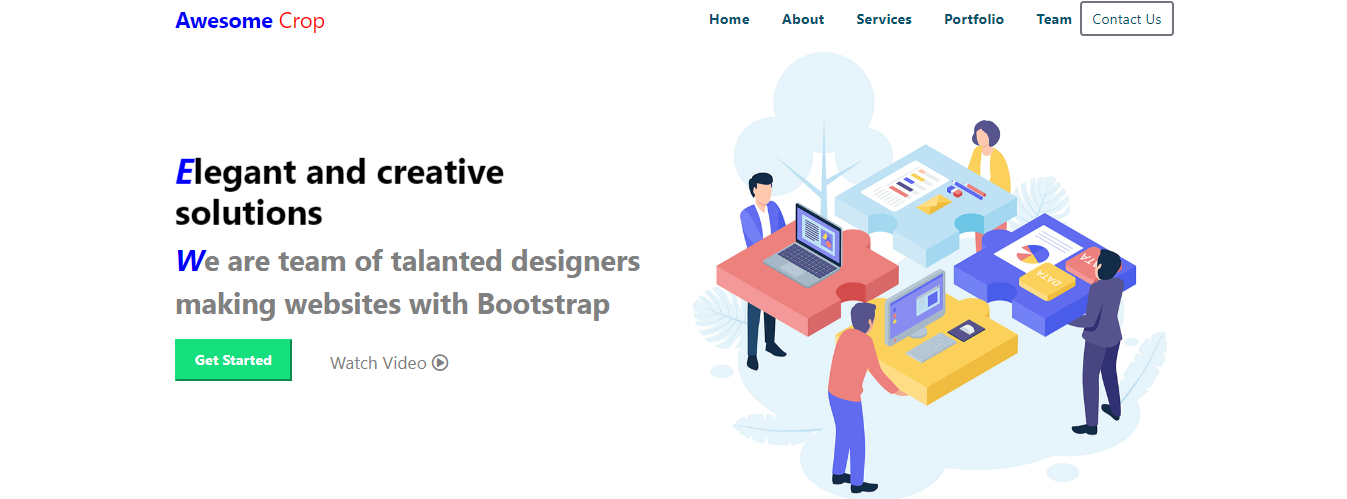 Awesome Crop
Home About Services Portfolio Team Contact Us
Elegant and creative
solutions
We are team of talanted designers
making websites with Bootstrap
Get Started Watch Video
DATA
DATA